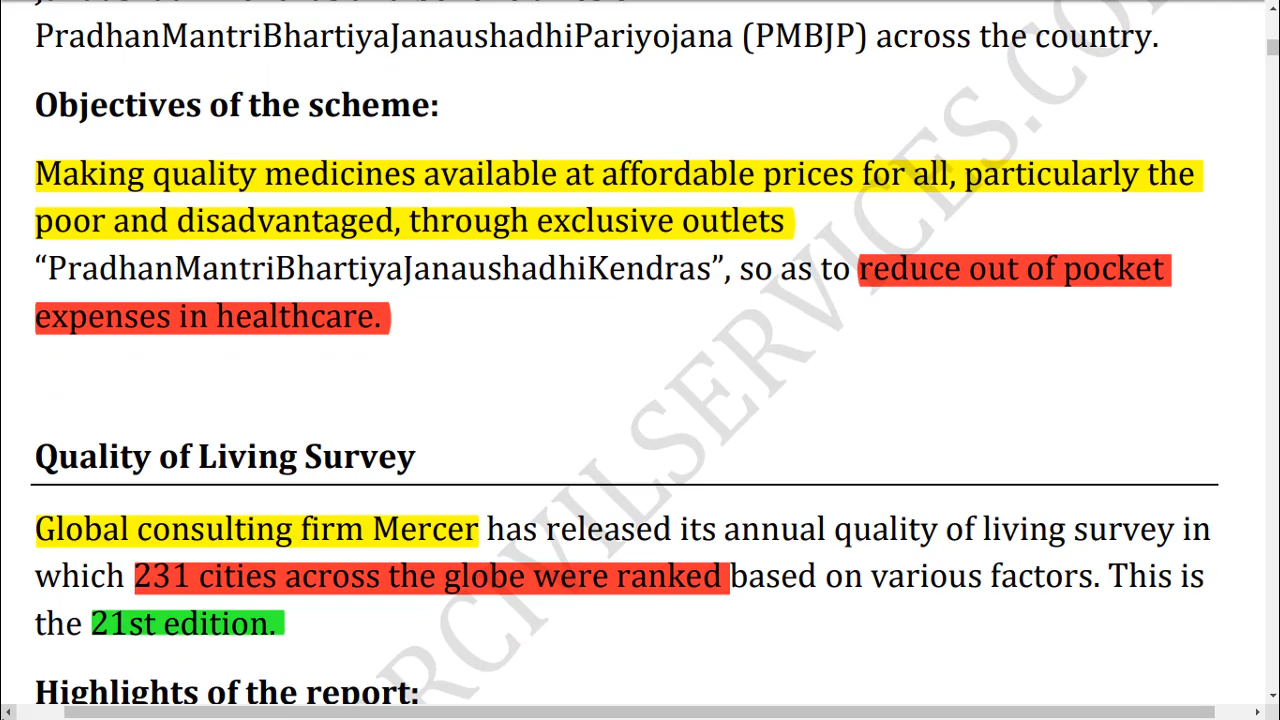 PradhanMantriBhartiyaJanaushadhiPariyojana (PMBJP) across the country.
Objectives of the scheme:
Making quality medicines available at affordable prices for all, particularly the
poor and disadvantaged, through exclusive outlets
“PradhanMantriBhartiyaJanaushadhiKendras”, so as to reduce out of pocket
expenses in healthcare.
Quality of Living Survey
Global consulting firm Mercer has released its annual quality of living survey in
which 231 cities across the globe were ranked based on various factors. This is
the 21st edition.
Highlights of the report:
RCIVILSERVICES.CO